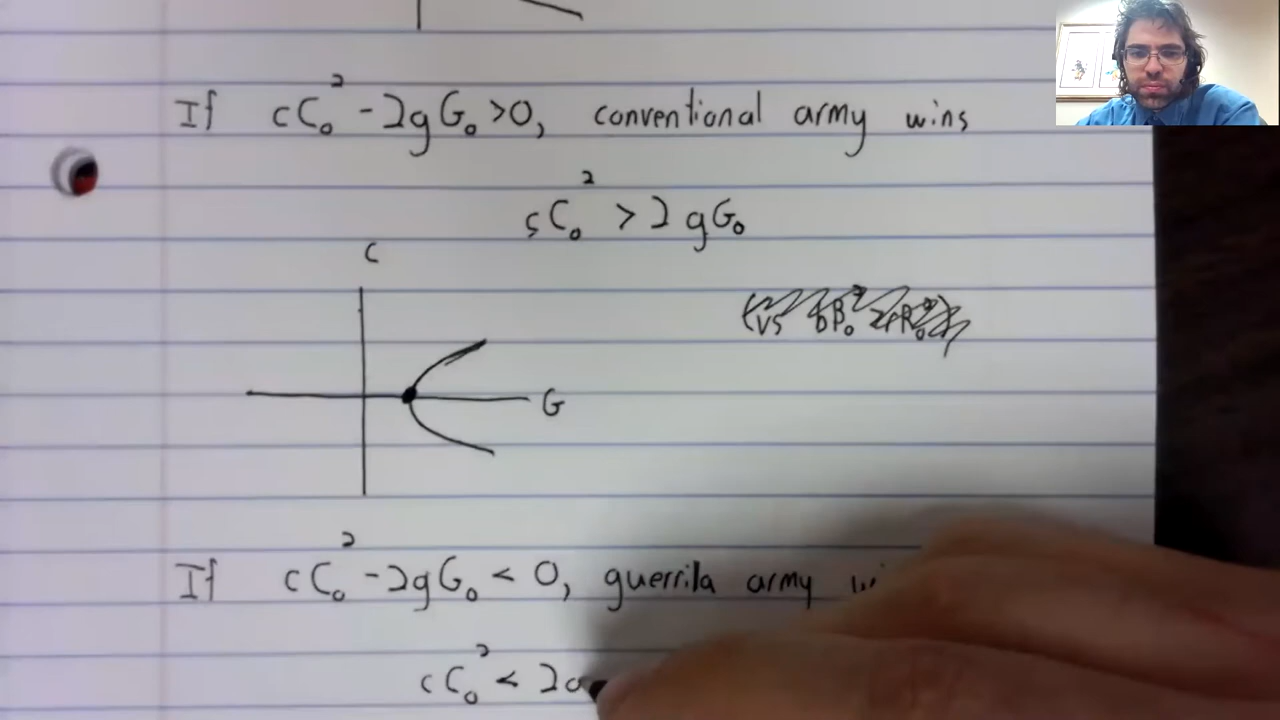 If cC₀² - 2gG₀ > 0, conventional army wins
cC₀² > 2gG₀
C
G
If cC₀² - 2gG₀ < 0, guerrila army
cC₀² < 2